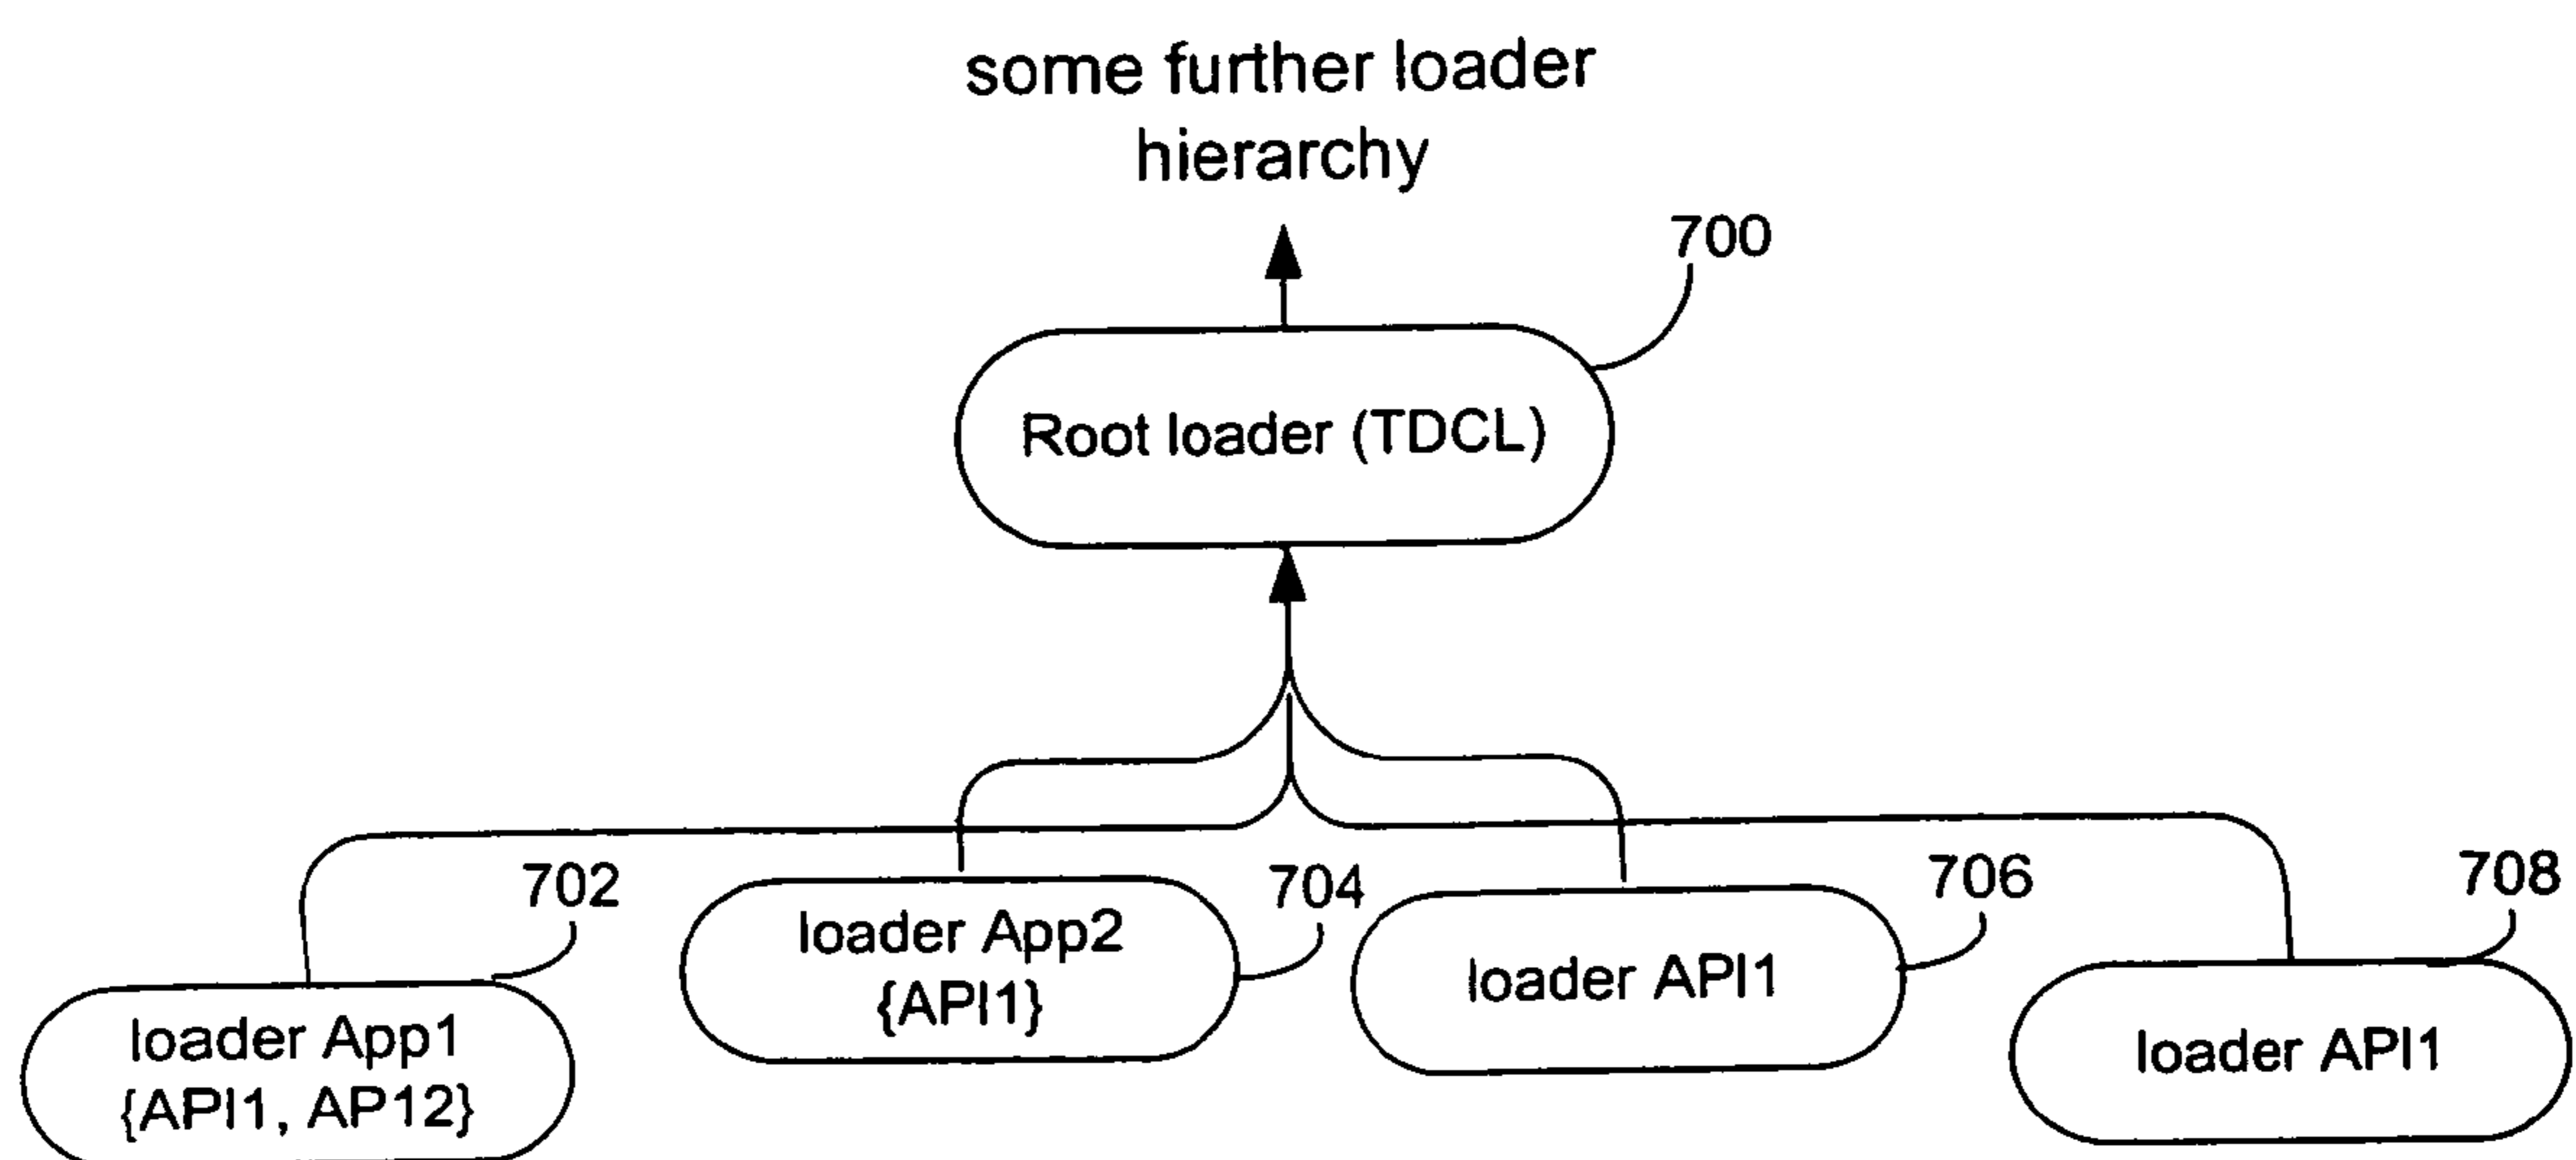 some further loader
hierarchy
700
Root loader (TDCL)
702
704
706
708
loader App1
{API1, AP12}
loader App2
{API1}
loader API1
loader API1